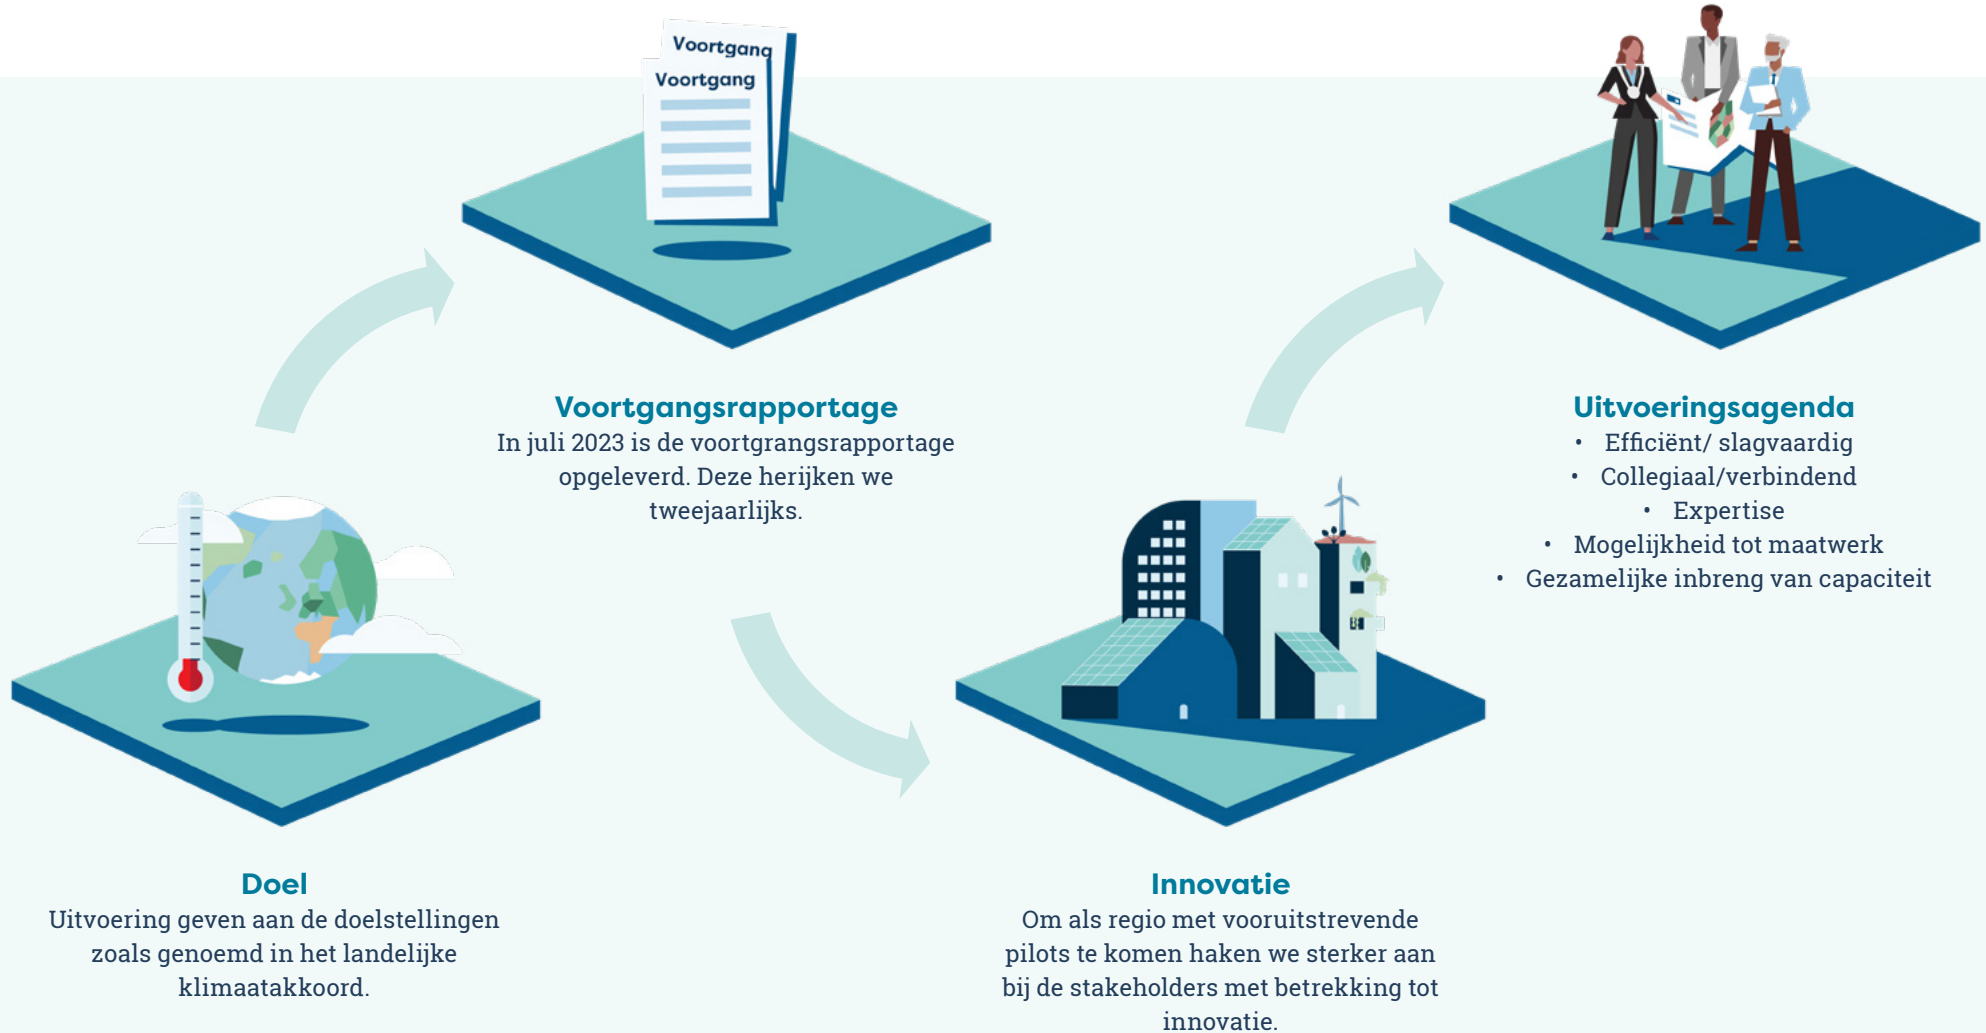 Voortgang
Voortgang
Voortgangsrapportage
In juli 2023 is de voortgrangsrapportage
opgeleverd. Deze herijken we
tweejaarlijks.
Uitvoeringsagenda
• Efficiënt/ slagvaardig
• Collegiaal/verbindend
• Expertise
• Mogelijkheid tot maatwerk
• Gezamelijke inbreng van capaciteit
Doel
Uitvoering geven aan de doelstellingen
zoals genoemd in het landelijke
klimaatakkoord.
Innovatie
Om als regio met vooruitstrevende
pilots te komen haken we sterker aan
bij de stakeholders met betrekking tot
innovatie.